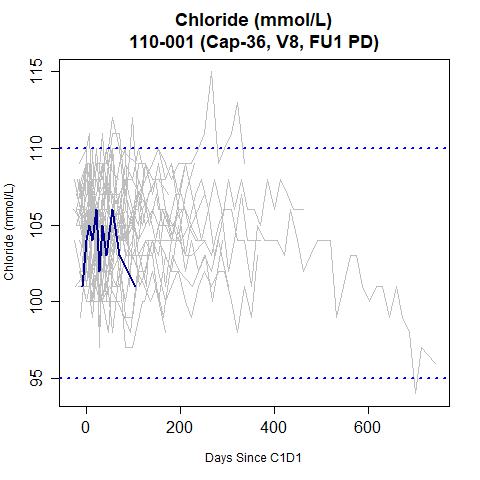 Chloride (mmol/L)
110-001 (Cap-36, V8, FU1 PD)
Chloride (mmol/L)
115
110
105
100
95
0 200 400 600
Days Since C1D1